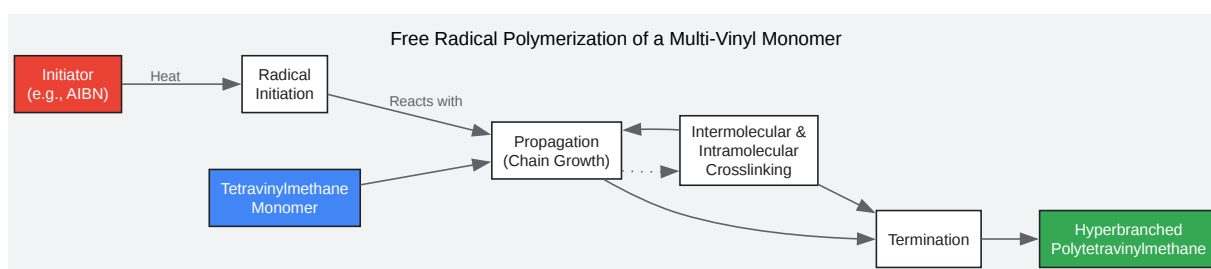 Free Radical Polymerization of a Multi-Vinyl Monomer
Initiator
(e.g., AIBN)
Heat
Radical
Initiation
Reacts with
Tetravinylmethane
Monomer
Propagation
(Chain Growth)
Intermolecular &
Intramolecular
Crosslinking
Termination
Hyperbranched
Polytetravinylmethane